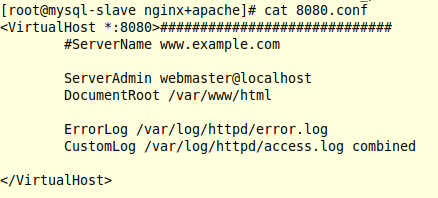 [root@mysql-slave nginx+apache]# cat 8080.conf
<VirtualHost *:8080>############################
#ServerName www.example.com
ServerAdmin webmaster@localhost
DocumentRoot /var/www/html
ErrorLog /var/log/httpd/error.log
CustomLog /var/log/httpd/access.log combined
</VirtualHost>